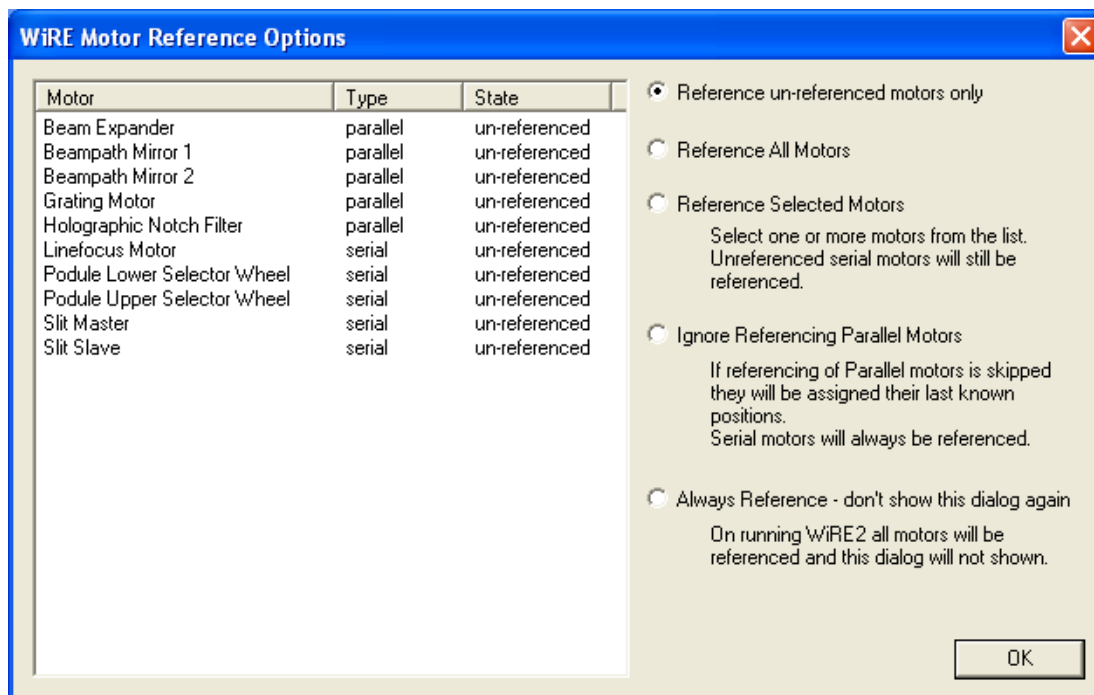 WiRE Motor Reference Options
Motor Type State
Beam Expander parallel un-referenced
Beampath Mirror 1 parallel un-referenced
Beampath Mirror 2 parallel un-referenced
Grating Motor parallel un-referenced
Holographic Notch Filter parallel un-referenced
Linefocus Motor serial un-referenced
Podule Lower Selector Wheel serial un-referenced
Podule Upper Selector Wheel serial un-referenced
Slit Master serial un-referenced
Slit Slave serial un-referenced
Reference un-referenced motors only
Reference All Motors
Reference Selected Motors
Select one or more motors from the list.
Unreferenced serial motors will still be
referenced.
Ignore Referencing Parallel Motors
If referencing of Parallel motors is skipped
they will be assigned their last known
positions.
Serial motors will always be referenced.
Always Reference - don't show this dialog again
On running WiRE2 all motors will be
referenced and this dialog will not shown.
OK